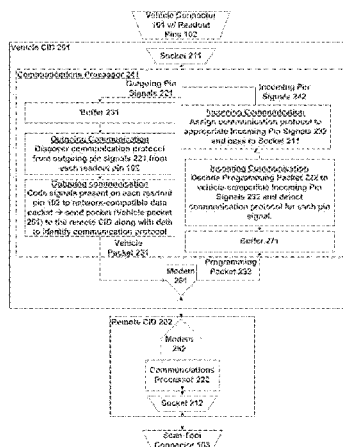 Vehicle Connector
101 w/ Readout
Pins 102
Vehicle CID 201
Socket 211
Communications Processor 221
Outgoing Pin
Signals 231
Incoming Pin
Signals 232
Buffer 251
Outgoing Communication
Discover communication protocol
from outgoing pin signals 221 from
each readout pin 102
Outgoing communication
Code signals present on each readout
pin 102 to network-compatible data
packet → send packet (vehicle packet
231) to the remote CID along with data
to identify communication protocol
Incoming Communication
Assign communication protocol to
appropriate Incoming Pin Signals 232
and pass to Socket 211
Incoming Communication
Decode Programming Packet 222 to
vehicle-compatible Incoming Pin
Signals 232 and detect
communication protocol for each pin
signal.
Buffer 271
Vehicle
Packet 231
Programming
Packet 232
Modem
261
Remote CID 202
Modem
262
Communications
Processor 222
Socket 212
Scan Tool
Connector 103